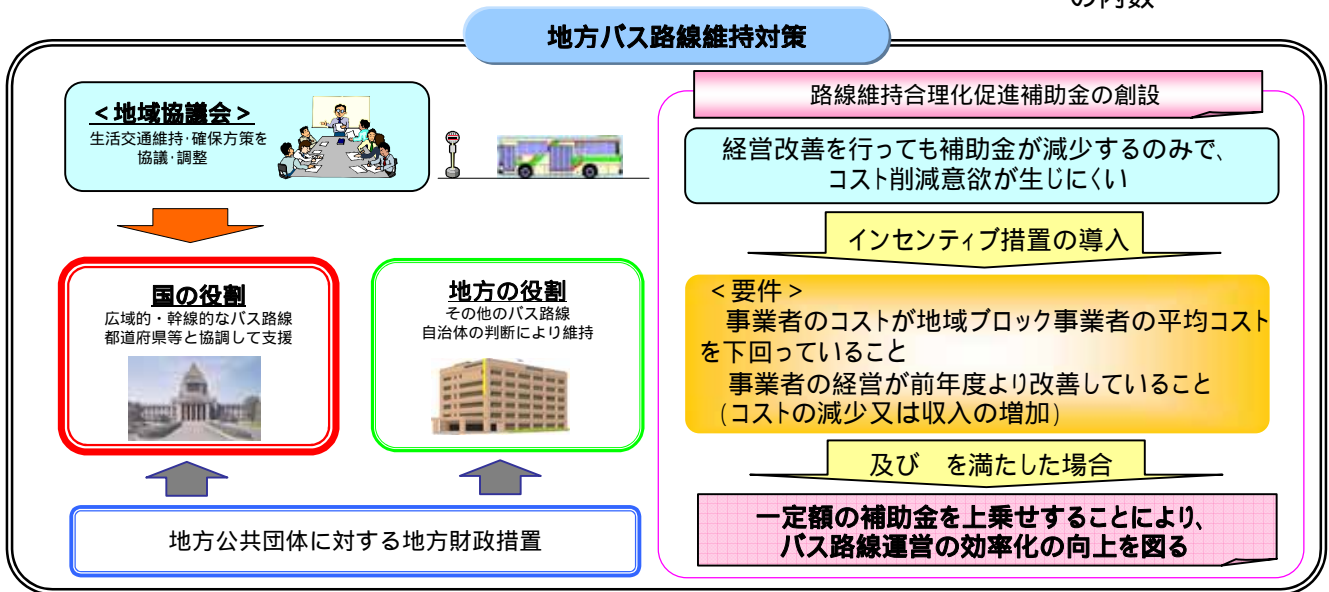 の内数
地方バス路線維持対策
<地域協議会>
生活交通維持・確保方策を
協議・調整
国の役割
広域的・幹線的なバス路線
都道府県等と協調して支援
地方の役割
その他のバス路線
自治体の判断により維持
地方公共団体に対する地方財政措置
路線維持合理化促進補助金の創設
経営改善を行っても補助金が減少するのみで、
コスト削減意欲が生じにくい
インセンティブ措置の導入
<要件>
事業者のコストが地域ブロック事業者の平均コスト
を下回っていること
事業者の経営が前年度より改善していること
(コストの減少又は収入の増加)
及び　を満たした場合
一定額の補助金を上乗せすることにより、
バス路線運営の効率化の向上を図る